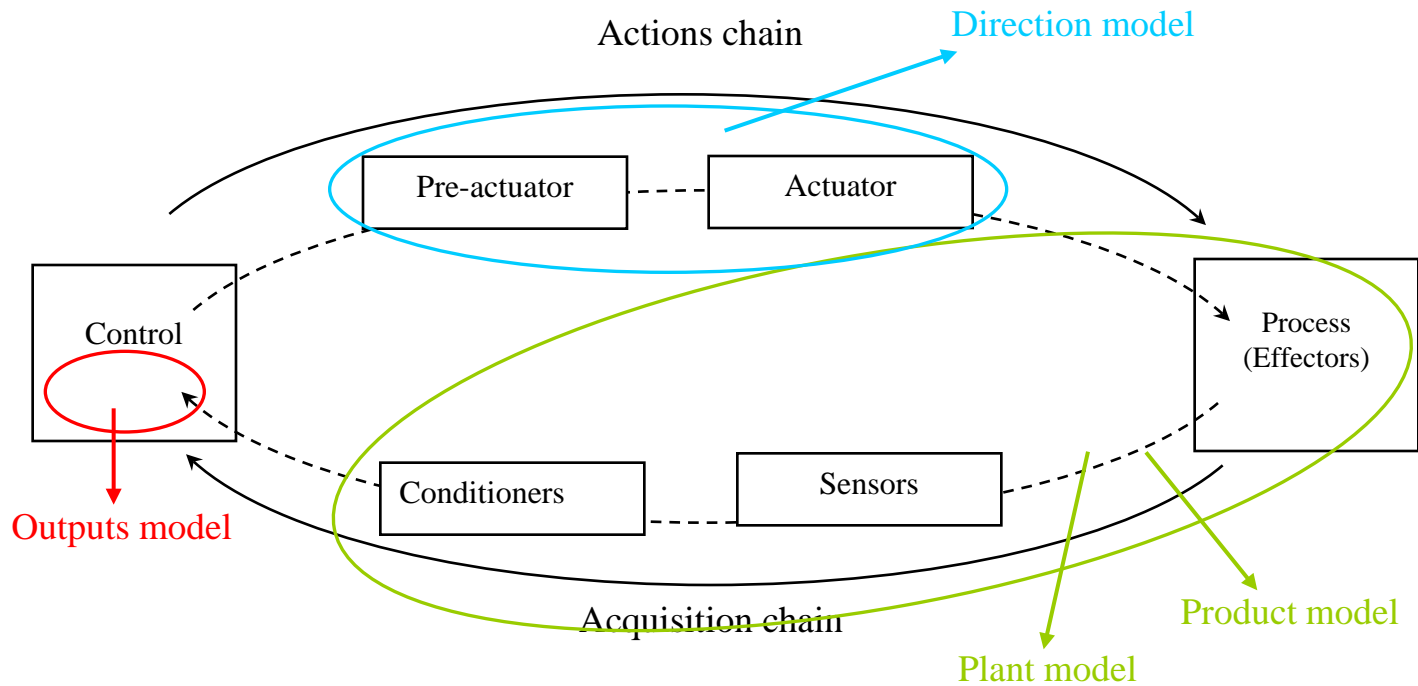 Direction model
Actions chain
Pre-actuator
Actuator
Control
Process
(Effectors)
Conditioners
Sensors
Outputs model
Acquisition chain
Product model
Plant model